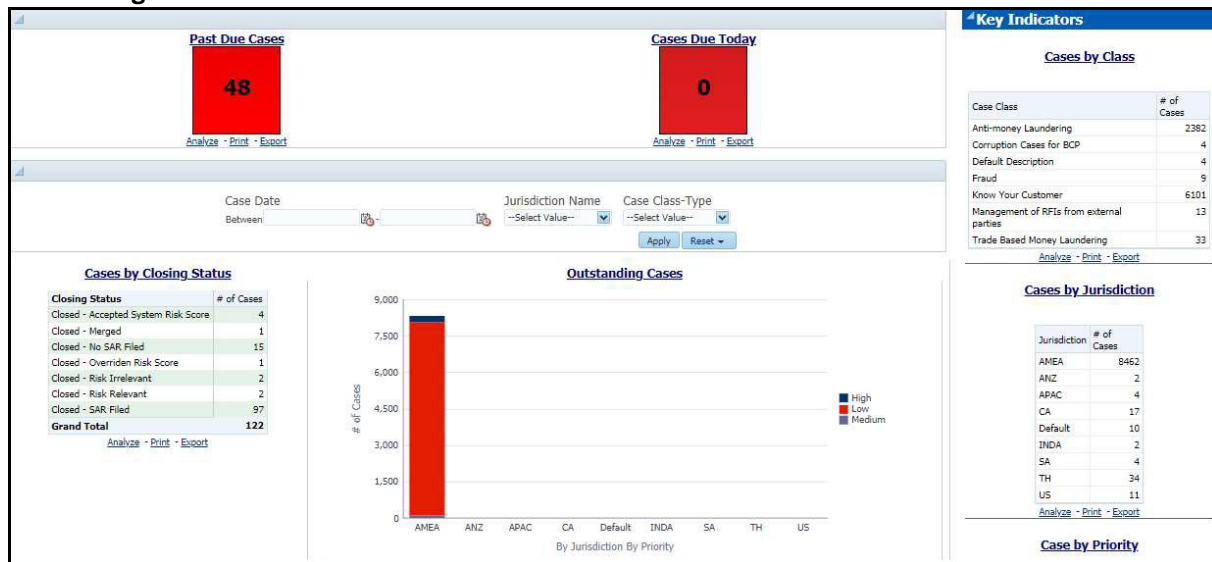 Past Due Cases
48
Analyze - Print - Export
Cases Due Today
0
Analyze - Print - Export
Case Date
Between
-
Jurisdiction Name
--Select Value--
Case Class-Type
--Select Value--
Apply
Reset
Cases by Closing Status
Closing Status # of Cases
Closed - Accepted System Risk Score 4
Closed - Merged 1
Closed - No SAR Filed 15
Closed - Overriden Risk Score 1
Closed - Risk Irrelevant 2
Closed - Risk Relevant 2
Closed - SAR Filed 97
Grand Total 122
Analyze - Print - Export
Outstanding Cases
# of Cases
9,000
7,500
6,000
4,500
3,000
1,500
0
AMEA ANZ APAC CA Default INDA SA TH US
By Jurisdiction By Priority
High
Low
Medium
Key Indicators
Cases by Class
Case Class # of
Cases
Anti-money Laundering 2382
Corruption Cases for BCP 4
Default Description 4
Fraud 9
Know Your Customer 6101
Management of RFIs from external 13
parties
Trade Based Money Laundering 33
Analyze - Print - Export
Cases by Jurisdiction
Jurisdiction # of
Cases
AMEA 8462
ANZ 2
APAC 4
CA 17
Default 10
INDA 2
SA 4
TH 34
US 11
Analyze - Print - Export
Case by Priority